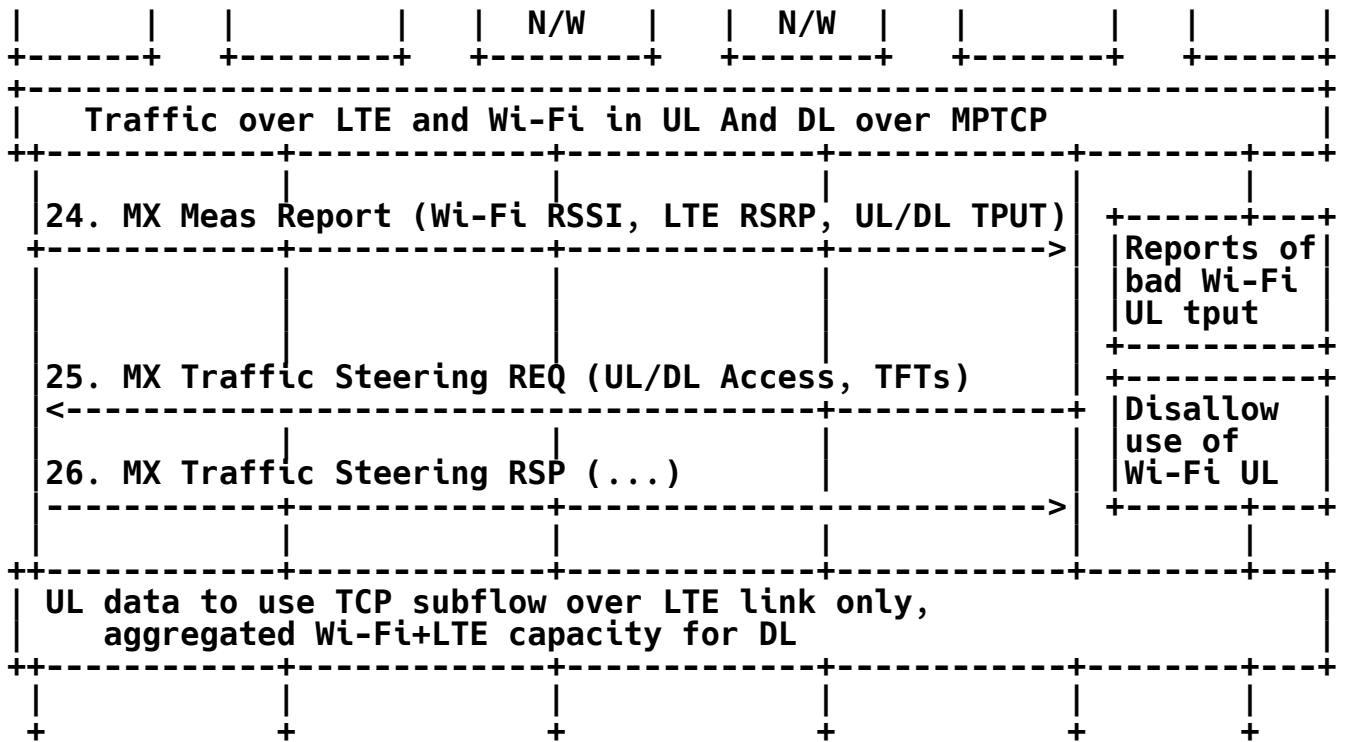 N/W N/W
Traffic over LTE and Wi-Fi in UL And DL over MPTCP
24. MX Meas Report (Wi-Fi RSSI, LTE RSRP, UL/DL TPUT)
Reports of
bad Wi-Fi
UL tput
25. MX Traffic Steering REQ (UL/DL Access, TFTs)
Disallow
use of
Wi-Fi UL
26. MX Traffic Steering RSP (...)
UL data to use TCP subflow over LTE link only,
aggregated Wi-Fi+LTE capacity for DL